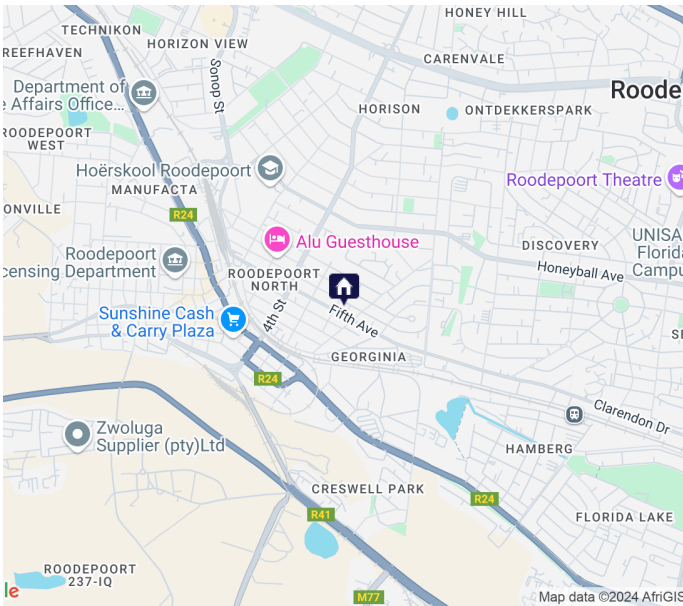 HONEY HILL
TECHNIKON
REEFHAVEN
HORIZON VIEW
CARENVALE
Sonop St
Department of
e Affairs Office...
Roode
HORISON
ONTDEKKERSPARK
ROODEPOORT
WEST
Hoërskool Roodepoort
MANUFACTA
Roodepoort Theatre
ONVILLE
R24
Alu Guesthouse
UNISA
Florida
Campu
DISCOVERY
Roodepoort
censing Department
Honeyball Ave
ROODEPOORT
NORTH
Sunshine Cash
& Carry Plaza
4th St
Fifth Ave
SE
GEORGINIA
R24
Clarendon Dr
Zwoluga
Supplier (pty)Ltd
HAMBERG
CRESWELL PARK
R24
R41
FLORIDA LAKE
ROODEPOORT
237-IQ
le
M77
Map data ©2024 AfriGIS